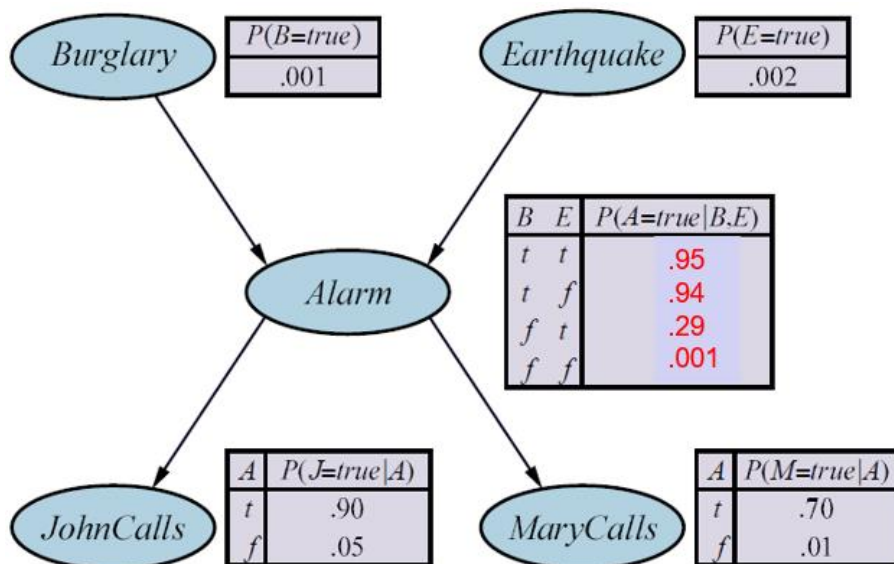 Burglary
P(B=true)
.001
Earthquake
P(E=true)
.002
B E P(A=true|B,E)
t t .95
t f .94
f t .29
f f .001
Alarm
A P(J=true|A)
t .90
f .05
JohnCalls
A P(M=true|A)
t .70
f .01
MaryCalls